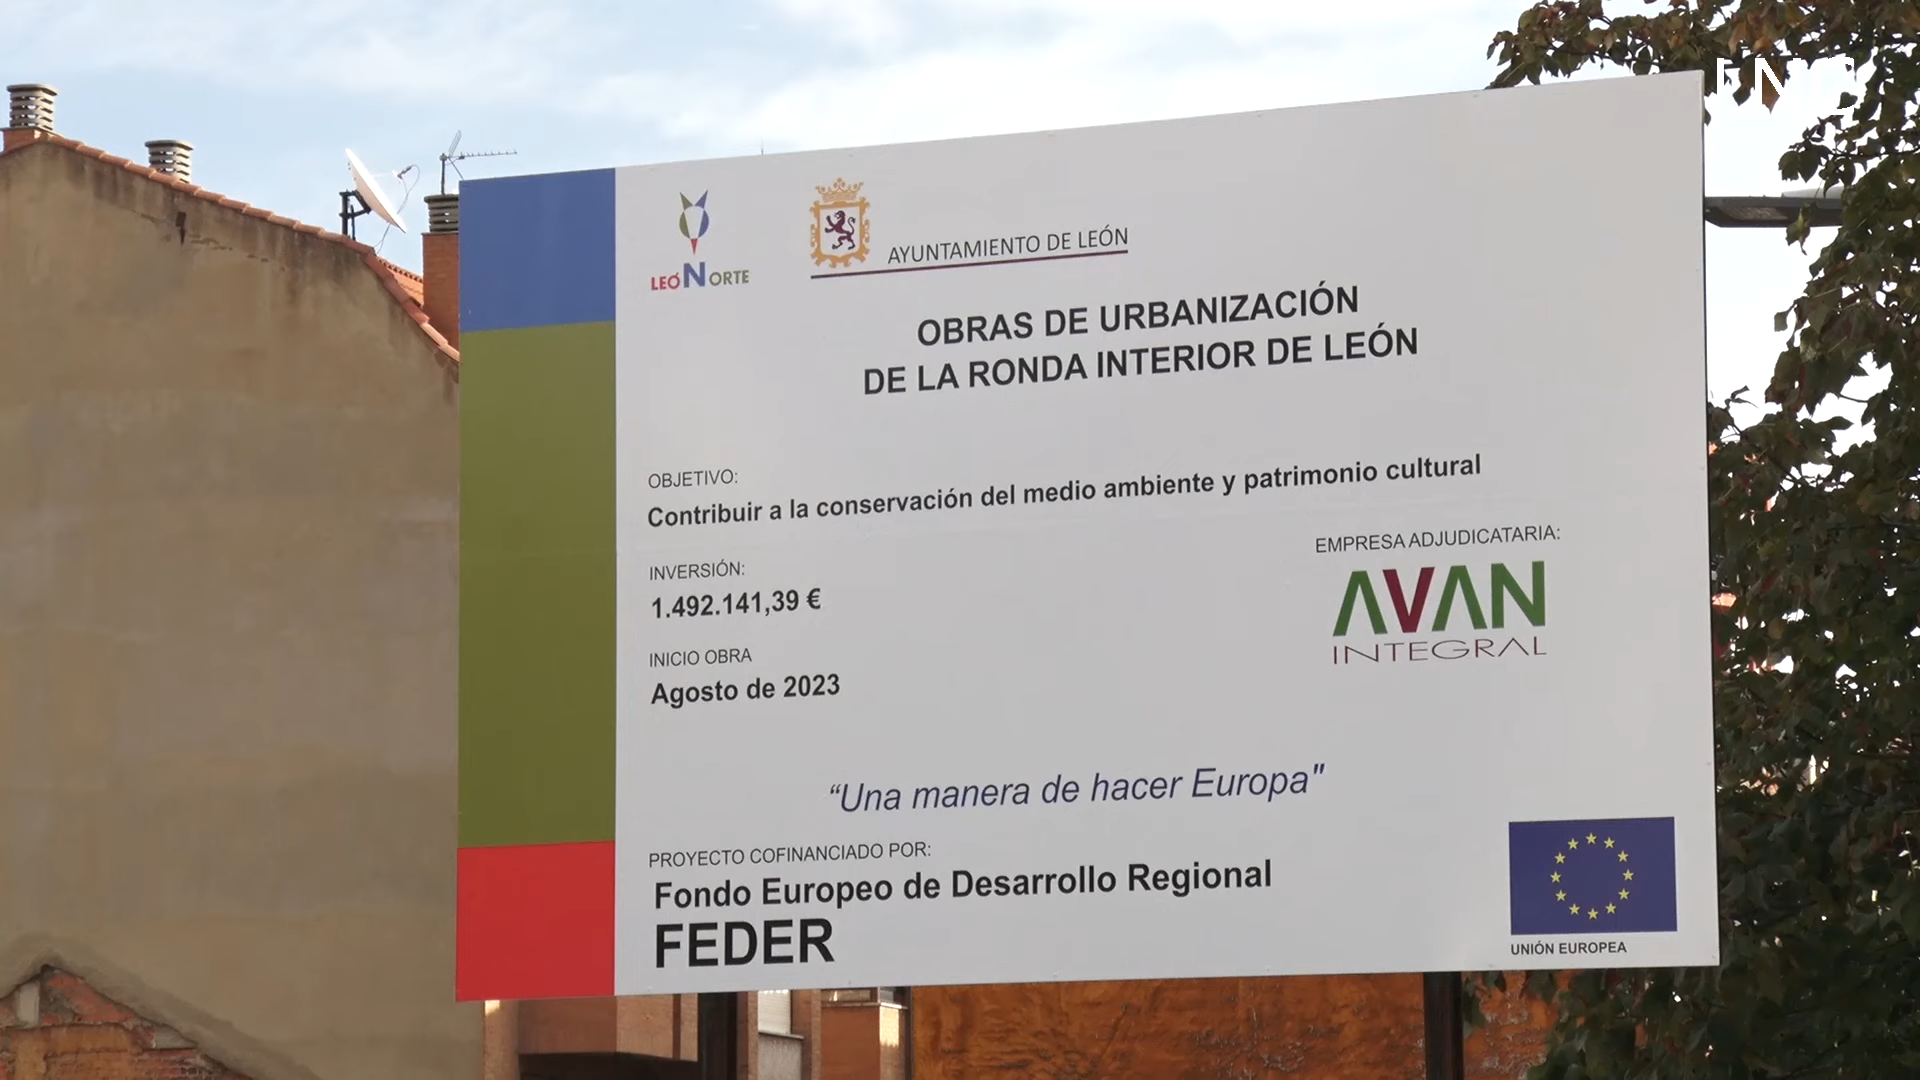 LEÓNORTE
AYUNTAMIENTO DE LEÓN
OBRAS DE URBANIZACIÓN
DE LA RONDA INTERIOR DE LEÓN
OBJETIVO:
Contribuir a la conservación del medio ambiente y patrimonio cultural
EMPRESA ADJUDICATARIA:
AVAN
INTEGRAL
INVERSIÓN:
1.492.141,39 €
INICIO OBRA
Agosto de 2023
“Una manera de hacer Europa"
PROYECTO COFINANCIADO POR:
Fondo Europeo de Desarrollo Regional
FEDER
UNIÓN EUROPEA